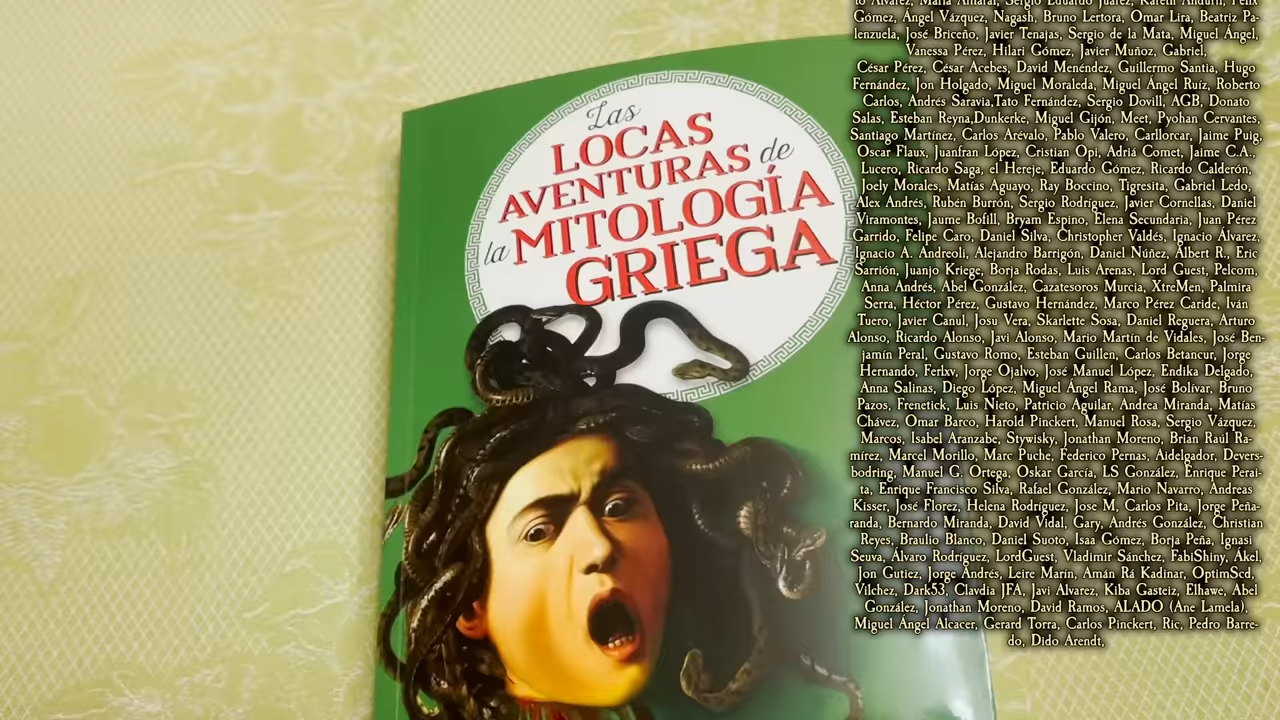 Las
LOCAS
AVENTURAS de
la MITOLOGÍA
GRIEGA
to Álvarez, María Amaral, Sergio Eduardo Juárez, Félix
Gómez, Ángel Vázquez, Nagash, Bruno Lertora, Omar Lira, Beatriz Pa-
lenzuela, José Briceño, Javier Tenajas, Sergio de la Mata, Miguel Ángel,
Vanessa Pérez, Hilari Gómez, Javier Muñoz, Gabriel,
César Pérez, César Acebes, David Menéndez, Guillermo Santia, Hugo
Fernández, Jon Holgado, Miguel Moraleda, Miguel Ángel Ruíz, Roberto
Carlos, Andrés Saravia,Tato Fernández, Sergio Dovill, AGB, Donato
Salas, Esteban Reyna,Dunkerke, Miguel Gijón, Meet, Pyohan Cervantes,
Santiago Martínez, Carlos Arévalo, Pablo Valero, Carllorcar, Jaime Puig,
Oscar Flaux, Juanfran López, Cristian Opi, Adriá Comet, Jaime C.A.,
Lucero, Ricardo Saga, el Hereje, Eduardo Gómez, Ricardo Calderón,
Joely Morales, Matías Aguayo, Ray Boccino, Tigresita, Gabriel Ledo,
Alex Andrés, Rubén Burrón, Sergio Rodríguez, Javier Cornellas, Daniel
Viramontes, Jaume Bofill, Bryam Espino, Elena Secundaria, Juan Pérez
Garrido, Felipe Caro, Daniel Silva, Christopher Valdés, Ignacio Álvarez,
Ignacio A. Andreoli, Alejandro Barrigón, Daniel Núñez, Albert R., Eric
Sarrión, Juanjo Kriege, Borja Rodas, Luis Arenas, Lord Guest, Pelcom,
Anna Andrés, Abel González, Cazatesoros Murcia, XtreMen, Palmira
Serra, Héctor Pérez, Gustavo Hernández, Marco Pérez Caride, Iván
Tuero, Javier Canul, Josu Vera, Skarlette Sosa, Daniel Reguera, Arturo
Alonso, Ricardo Alonso, Javi Alonso, Mario Martín de Vidales, José Ben-
jamín Peral, Gustavo Romo, Esteban Guillen, Carlos Betancur, Jorge
Hernando, Ferlxv, Jorge Ojalvo, José Manuel López, Endika Delgado,
Anna Salinas, Diego López, Miguel Ángel Rama, José Bolívar, Bruno
Pazos, Frenetick, Luis Nieto, Patricio Aguilar, Andrea Miranda, Matías
Chávez, Omar Barco, Harold Pinckert, Manuel Rosa, Sergio Vázquez,
Marcos, Isabel Aranzabe, Stywisky, Jonathan Moreno, Brian Raúl Ra-
mírez, Marcel Morillo, Marc Puche, Federico Pernas, Aidelgador, Devers-
bodring, Manuel G. Ortega, Oskar García, LS González, Enrique Perai-
ta, Enrique Francisco Silva, Rafael González, Mario Navarro, Andreas
Kisser, José Florez, Helena Rodríguez, Jose M, Carlos Pita, Jorge Peña-
randa, Bernardo Miranda, David Vidal, Gary, Andrés González, Christian
Reyes, Braulio Blanco, Daniel Suoto, Isaa Gómez, Borja Peña, Ignasi
Seuva, Álvaro Rodríguez, LordGuest, Vladimir Sánchez, FabiShiny, Akel,
Jon Gutiez, Jorge Andrés, Leire Marín, Amán Rá Kadinar, OptimScd,
Vilchez, Dark53, Clavdia JFA, Javi Alvarez, Kiba Gasteiz, Elhawe, Abel
González, Jonathan Moreno, David Ramos, ALADO (Ane Lamela),
Miguel Ángel Alcacer, Gerard Torra, Carlos Pinckert, Ric, Pedro Barre-
do, Dido Arendt,